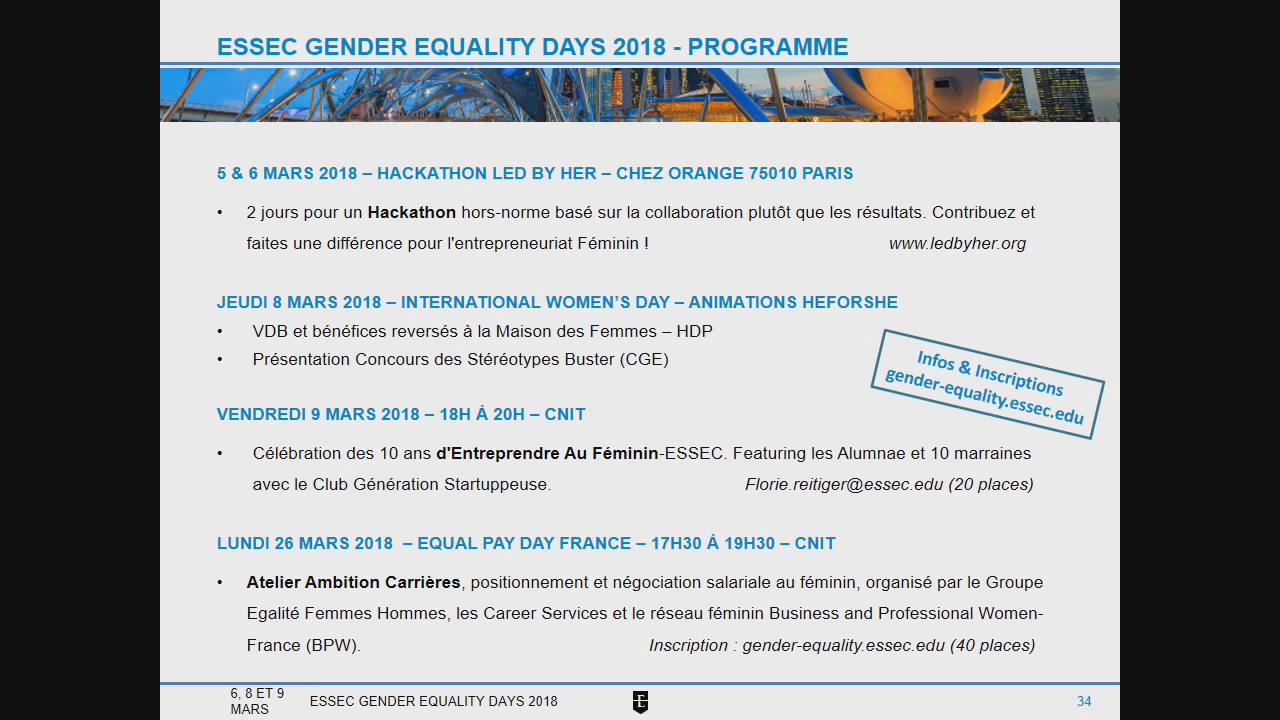 ESSEC GENDER EQUALITY DAYS 2018 - PROGRAMME
5 & 6 MARS 2018 – HACKATHON LED BY HER – CHEZ ORANGE 75010 PARIS
• 2 jours pour un Hackathon hors-norme basé sur la collaboration plutôt que les résultats. Contribuez et
faites une différence pour l'entrepreneuriat Féminin ! www.ledbyher.org
JEUDI 8 MARS 2018 – INTERNATIONAL WOMEN’S DAY – ANIMATIONS HEFORSHE
• VDB et bénéfices reversés à la Maison des Femmes – HDP
• Présentation Concours des Stéréotypes Buster (CGE)
Infos & Inscriptions
gender-equality.essec.edu
VENDREDI 9 MARS 2018 – 18H À 20H – CNIT
• Célébration des 10 ans d'Entreprendre Au Féminin-ESSEC. Featuring les Alumnae et 10 marraines
avec le Club Génération Startuppeuse. Florie.reitiger@essec.edu (20 places)
LUNDI 26 MARS 2018 – EQUAL PAY DAY FRANCE – 17H30 À 19H30 – CNIT
• Atelier Ambition Carrières, positionnement et négociation salariale au féminin, organisé par le Groupe
Egalité Femmes Hommes, les Career Services et le réseau féminin Business and Professional Women-
France (BPW). Inscription : gender-equality.essec.edu (40 places)
6, 8 ET 9
MARS
ESSEC GENDER EQUALITY DAYS 2018
E
34